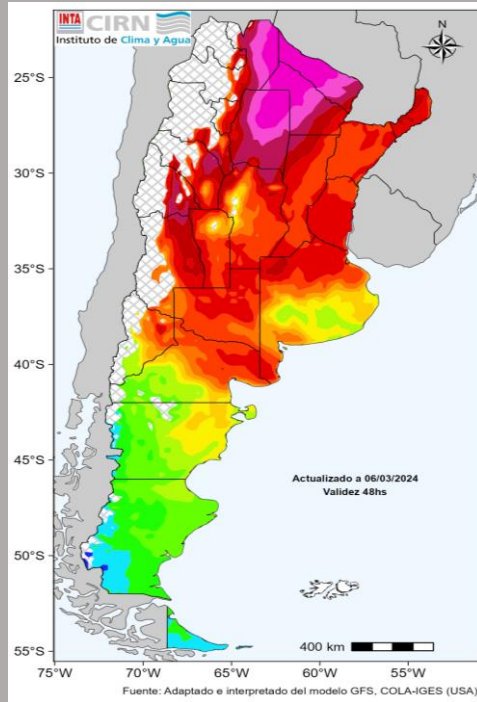 INTA CIRN
Instituto de Clima y Agua
N
25°S
30°S
35°S
40°S
45°S
50°S
55°S
Actualizado a 06/03/2024
Validez 48hs
400 km
75°W 70°W 65°W 60°W 55°W
Fuente: Adaptado e interpretado del modelo GFS, COLA-IGES (USA)